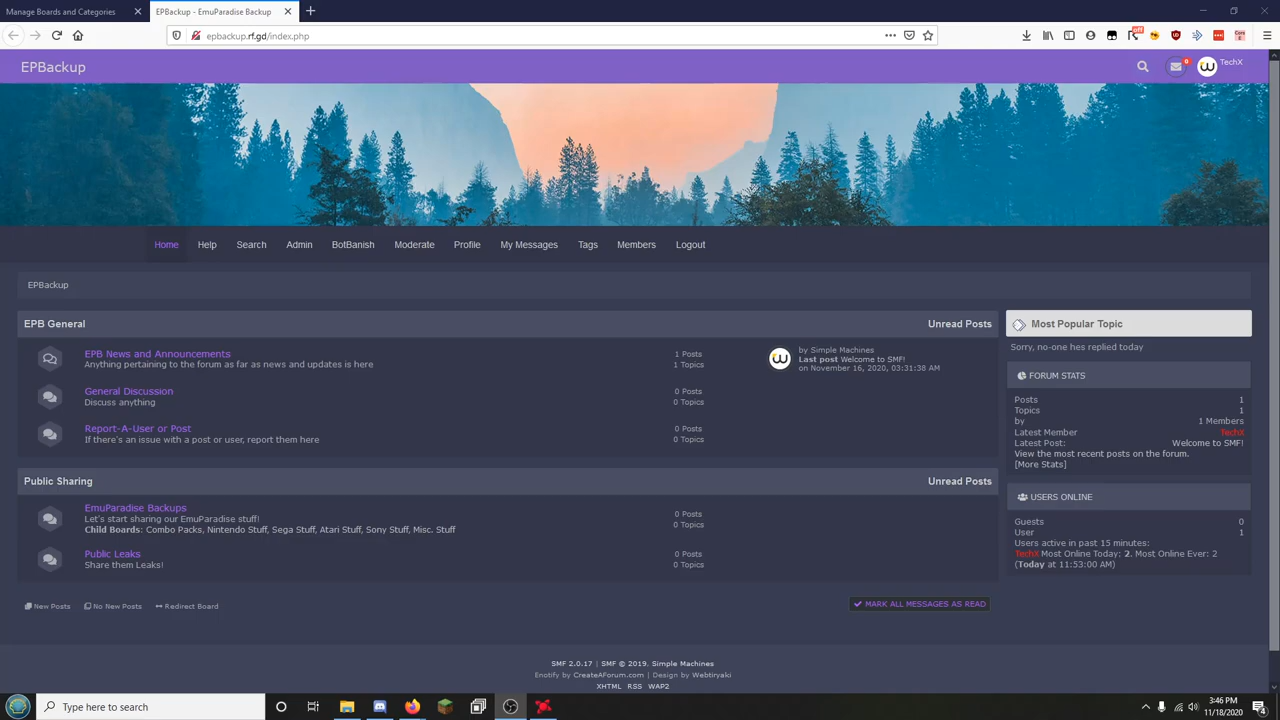 Manage Boards and Categories
EPBackup - EmuParadise Backup
epbackup.rf.gd/index.php
EPBackup
0
TechX
Home Help Search Admin BotBanish Moderate Profile My Messages Tags Members Logout
EPBackup
EPB General
Unread Posts
EPB News and Announcements
Anything pertaining to the forum as far as news and updates is here
1 Posts
1 Topics
by Simple Machines
Last post Welcome to SMF!
on November 16, 2020, 03:31:38 AM
General Discussion
Discuss anything
0 Posts
0 Topics
Report-A-User or Post
If there's an issue with a post or user, report them here
0 Posts
0 Topics
Public Sharing
Unread Posts
EmuParadise Backups
Let's start sharing our EmuParadise stuff!
Child Boards: Combo Packs, Nintendo Stuff, Sega Stuff, Atari Stuff, Sony Stuff, Misc. Stuff
0 Posts
0 Topics
Public Leaks
Share them Leaks!
0 Posts
0 Topics
New Posts No New Posts Redirect Board
MARK ALL MESSAGES AS READ
Most Popular Topic
Sorry, no-one hes replied today
FORUM STATS
Posts 1
Topics 1
by 1 Members
Latest Member TechX
Latest Post: Welcome to SMF!
View the most recent posts on the forum.
[More Stats]
USERS ONLINE
Guests 0
User 1
Users active in past 15 minutes:
TechX Most Online Today: 2. Most Online Ever: 2
(Today at 11:53:00 AM)
SMF 2.0.17 | SMF © 2019, Simple Machines
Enotify by CreateAForum.com | Design by Webtiryaki
XHTML RSS WAP2
Type here to search
3:46 PM
11/18/2020
4